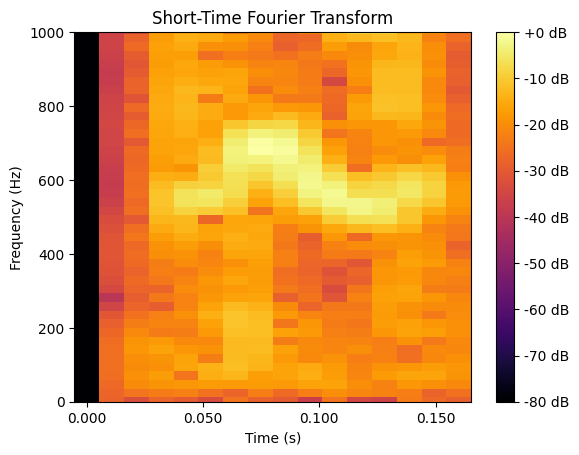 Short-Time Fourier Transform
1000
800
600
400
200
0
Frequency (Hz)
0.000
0.050
0.100
0.150
Time (s)
+0 dB
-10 dB
-20 dB
-30 dB
-40 dB
-50 dB
-60 dB
-70 dB
-80 dB